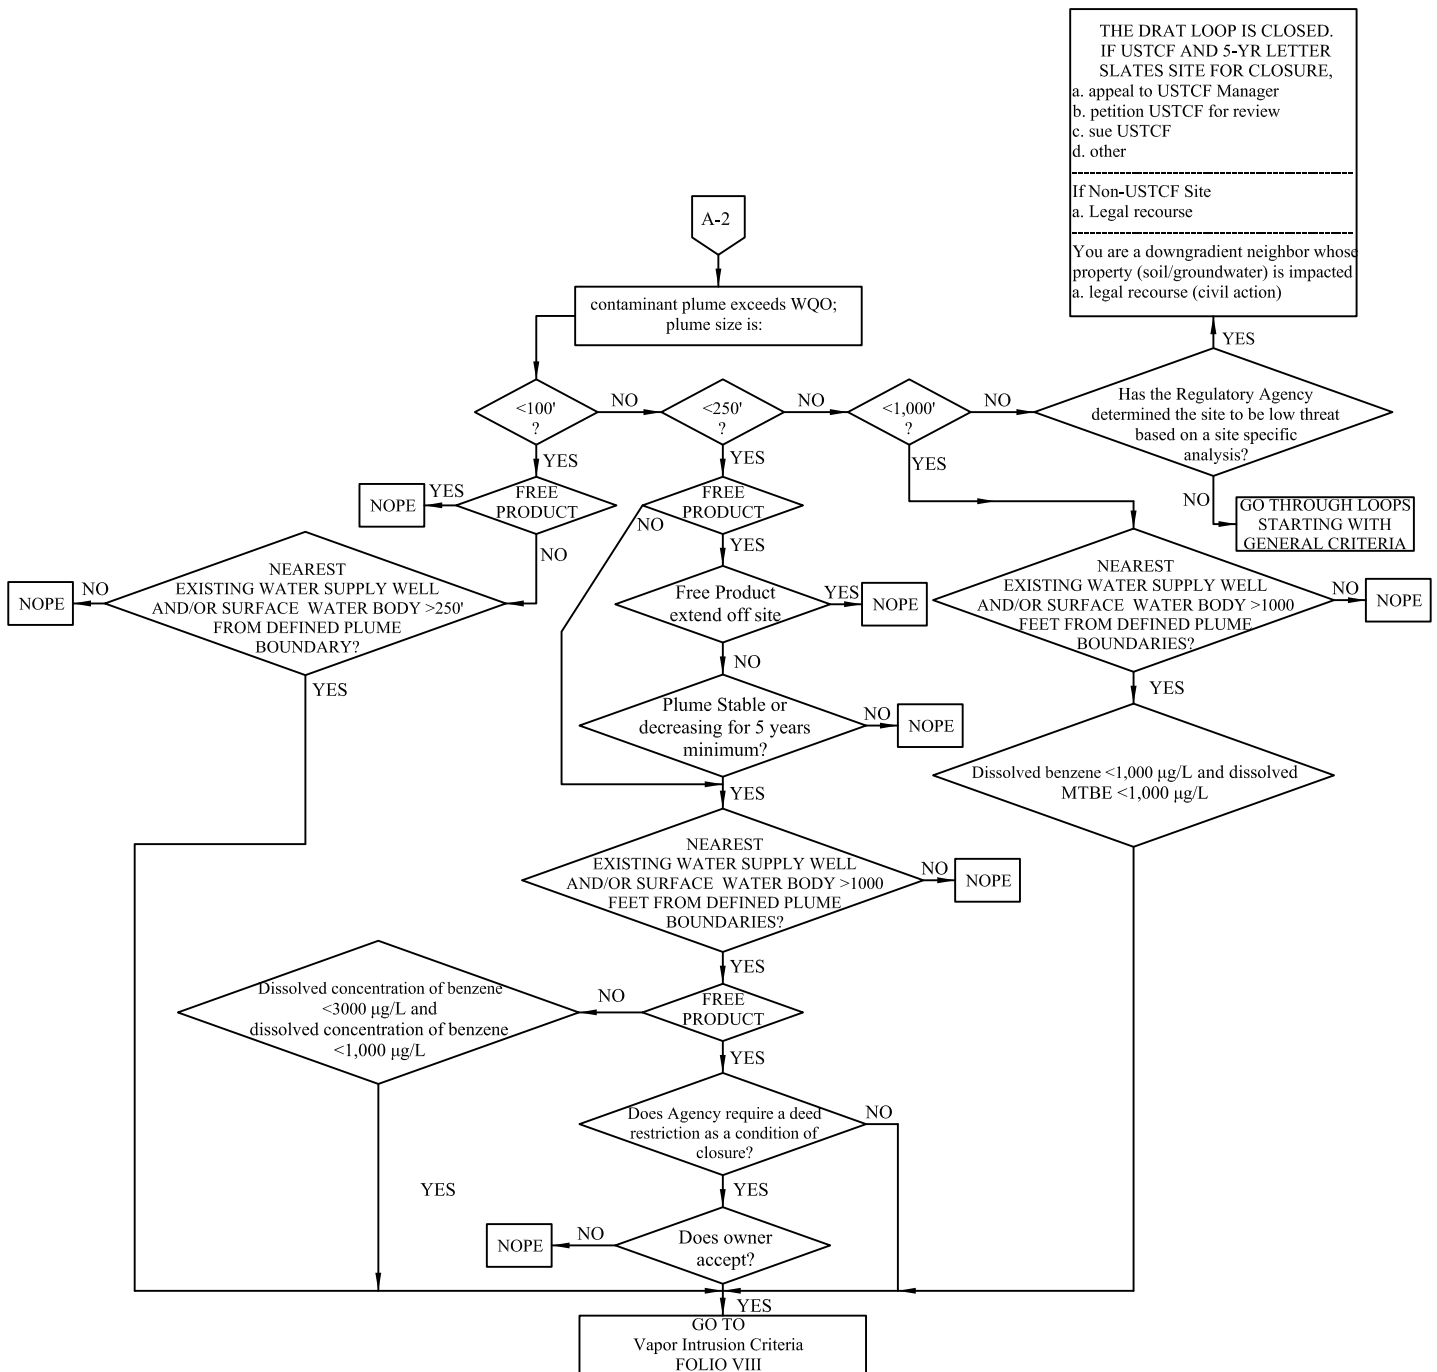 THE DRAT LOOP IS CLOSED.
IF USTCF AND 5-YR LETTER
SLATES SITE FOR CLOSURE,
a. appeal to USTCF Manager
b. petition USTCF for review
c. sue USTCF
d. other
If Non-USTCF Site
a. Legal recourse
You are a downgradient neighbor whose
property (soil/groundwater) is impacted
a. legal recourse (civil action)
A-2
contaminant plume exceeds WQO;
plume size is:
YES
<100'
?
NO
<250'
?
NO
<1,000'
?
NO
Has the Regulatory Agency
determined the site to be low threat
based on a site specific
analysis?
YES
YES
YES
NOPE
YES
FREE
PRODUCT
NO
FREE
PRODUCT
NO
YES
NO
GO THROUGH LOOPS
STARTING WITH
GENERAL CRITERIA
NOPE
NO
NEAREST
EXISTING WATER SUPPLY WELL
AND/OR SURFACE  WATER BODY >250'
FROM DEFINED PLUME
BOUNDARY?
YES
Free Product
extend off site
YES
NOPE
NO
NEAREST
EXISTING WATER SUPPLY WELL
AND/OR SURFACE  WATER BODY >1000
FEET FROM DEFINED PLUME
BOUNDARIES?
NO
NOPE
YES
Plume Stable or
decreasing for 5 years
minimum?
NO
NOPE
YES
Dissolved benzene <1,000 µg/L and dissolved
MTBE <1,000 µg/L
NEAREST
EXISTING WATER SUPPLY WELL
AND/OR SURFACE  WATER BODY >1000
FEET FROM DEFINED PLUME
BOUNDARIES?
NO
NOPE
YES
Dissolved concentration of benzene
<3000 µg/L and
dissolved concentration of benzene
<1,000 µg/L
NO
FREE
PRODUCT
YES
Does Agency require a deed
restriction as a condition of
closure?
NO
YES
YES
NOPE
NO
Does owner
accept?
YES
GO TO
Vapor Intrusion Criteria
FOLIO VIII